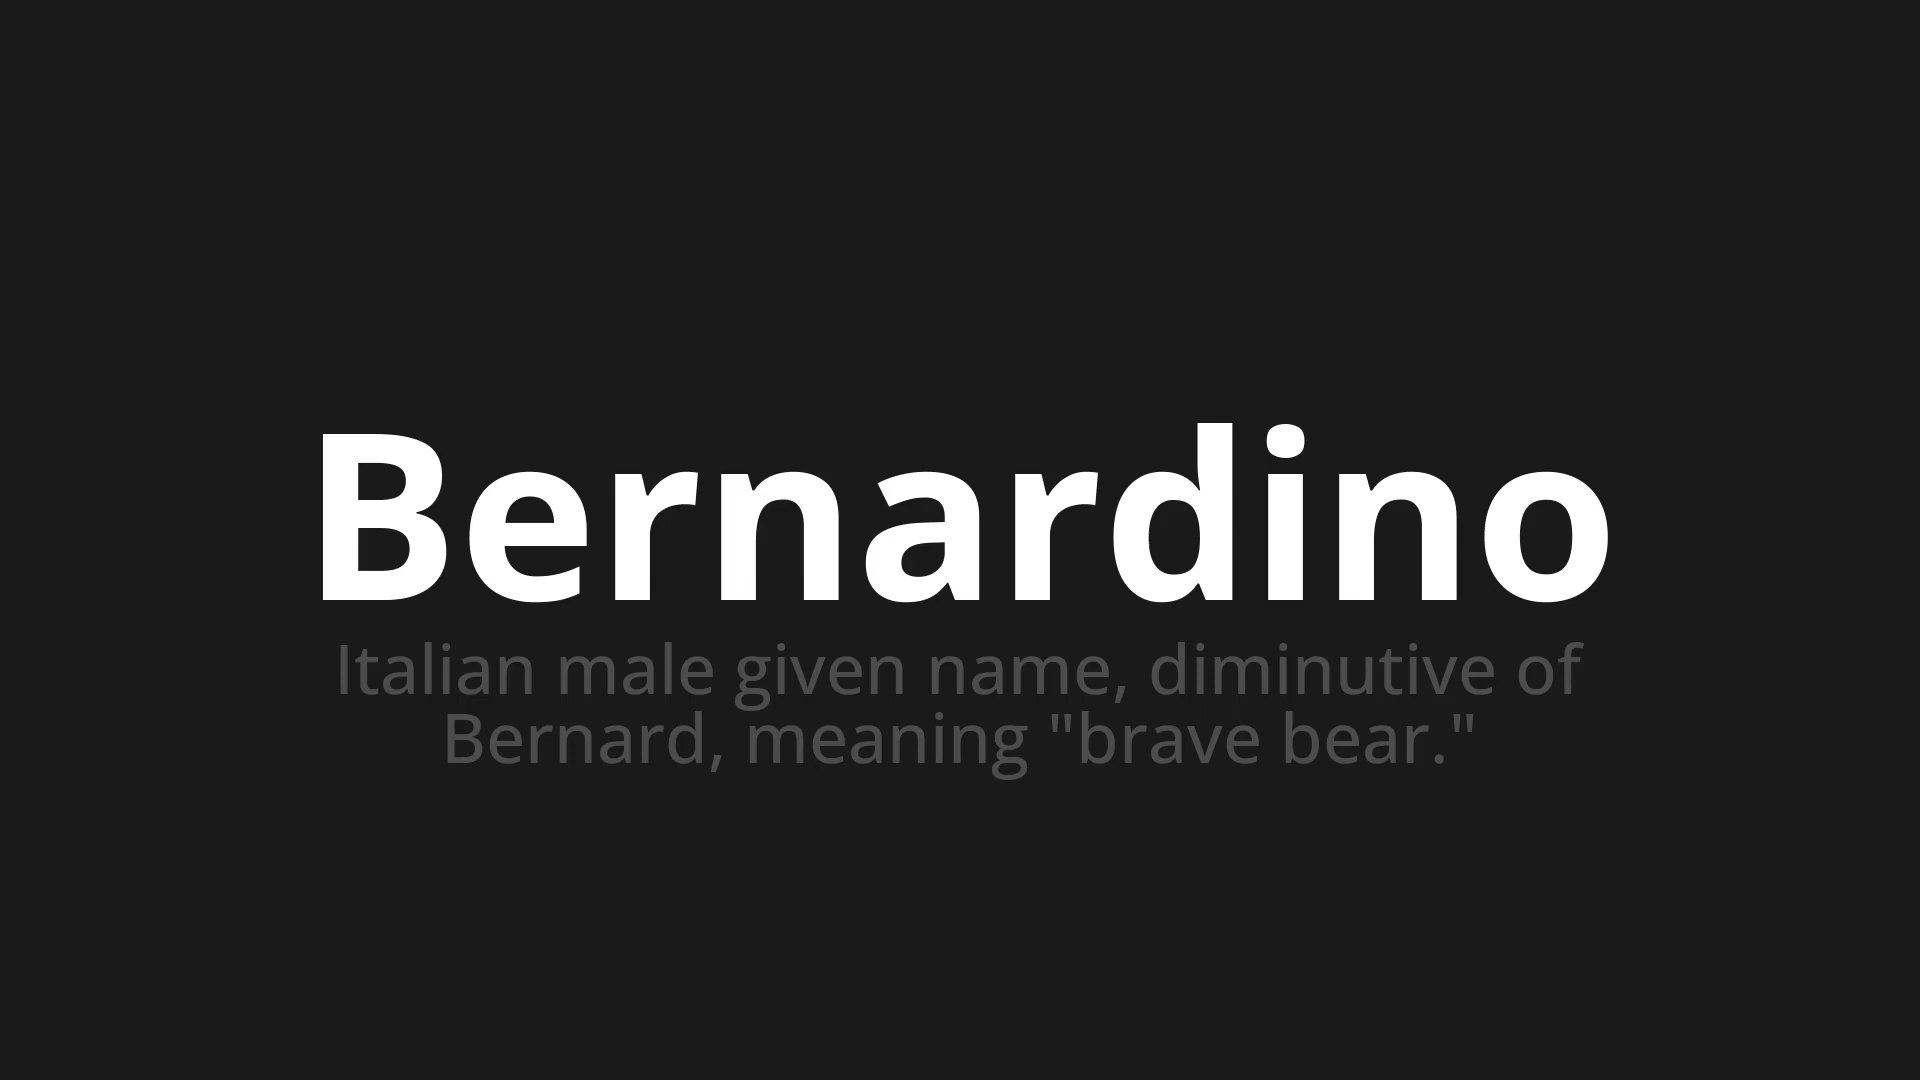 Bernardino
Italian male given name, diminutive of
Bernard, meaning "brave bear."